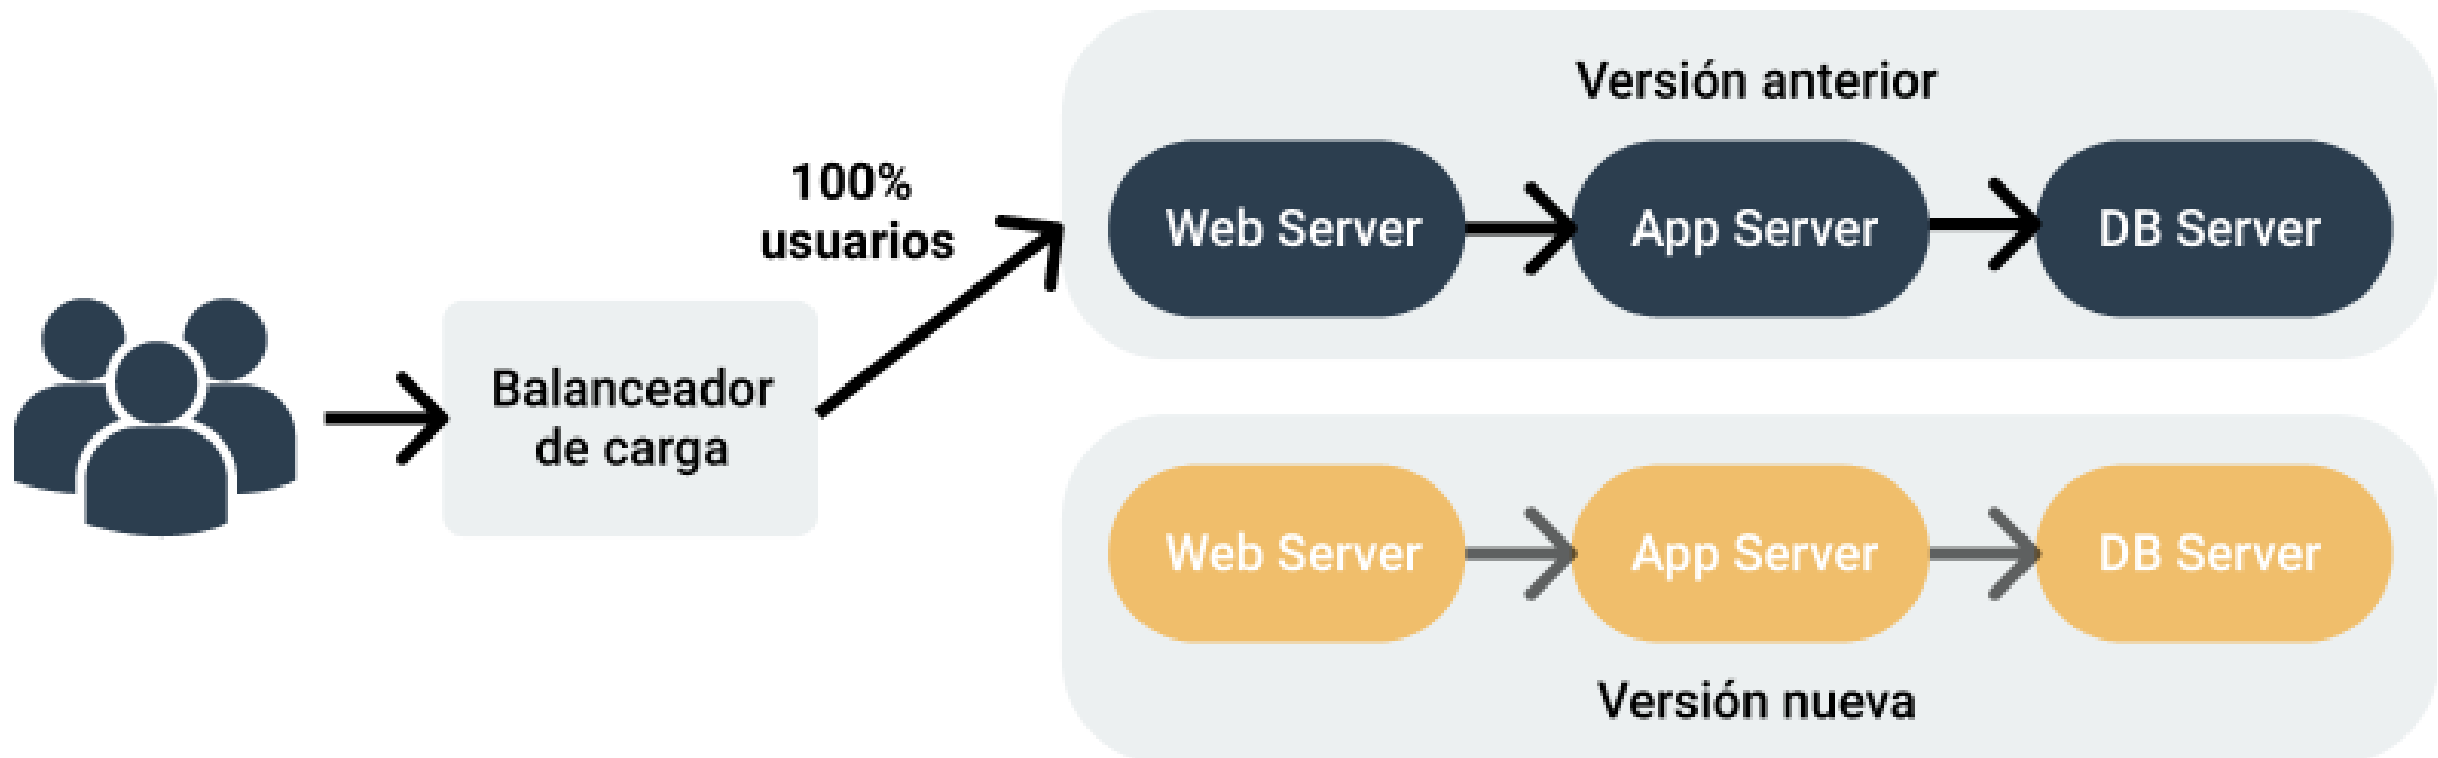 Versión anterior
100%
usuarios
Web Server
App Server
DB Server
Balanceador
de carga
Web Server
App Server
DB Server
Versión nueva